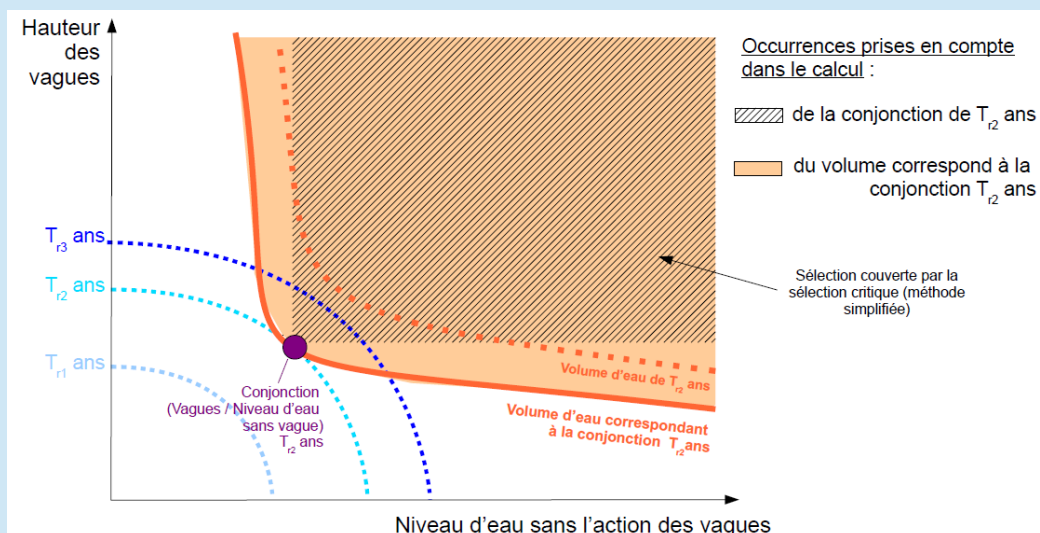 Hauteur
des
vagues
Occurrences prises en compte
dans le calcul :
de la conjonction de Tr2 ans
du volume correspond à la
conjonction Tr2 ans
Tr3 ans
Tr2 ans
Tr1 ans
Sélection couverte par la
sélection critique (méthode
simplifiée)
Conjonction
(Vagues / Niveau d'eau
sans vague)
Tr2 ans
Volume d'eau de Tr2 ans
Volume d'eau correspondant
à la conjonction Tr2 ans
Niveau d'eau sans l'action des vagues